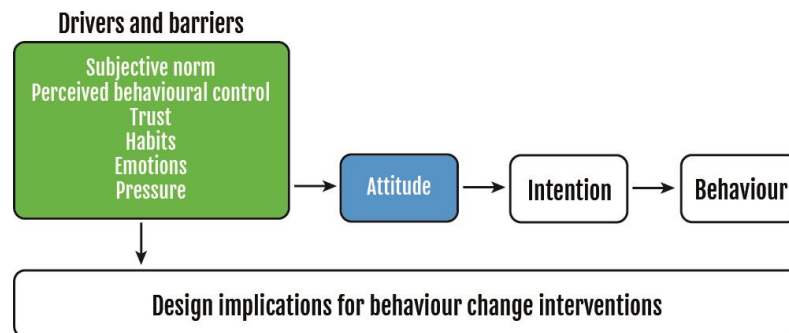 Drivers and barriers
Subjective norm
Perceived behavioural control
Trust
Habits
Emotions
Pressure
Attitude
Intention
Behaviour
Design implications for behaviour change interventions